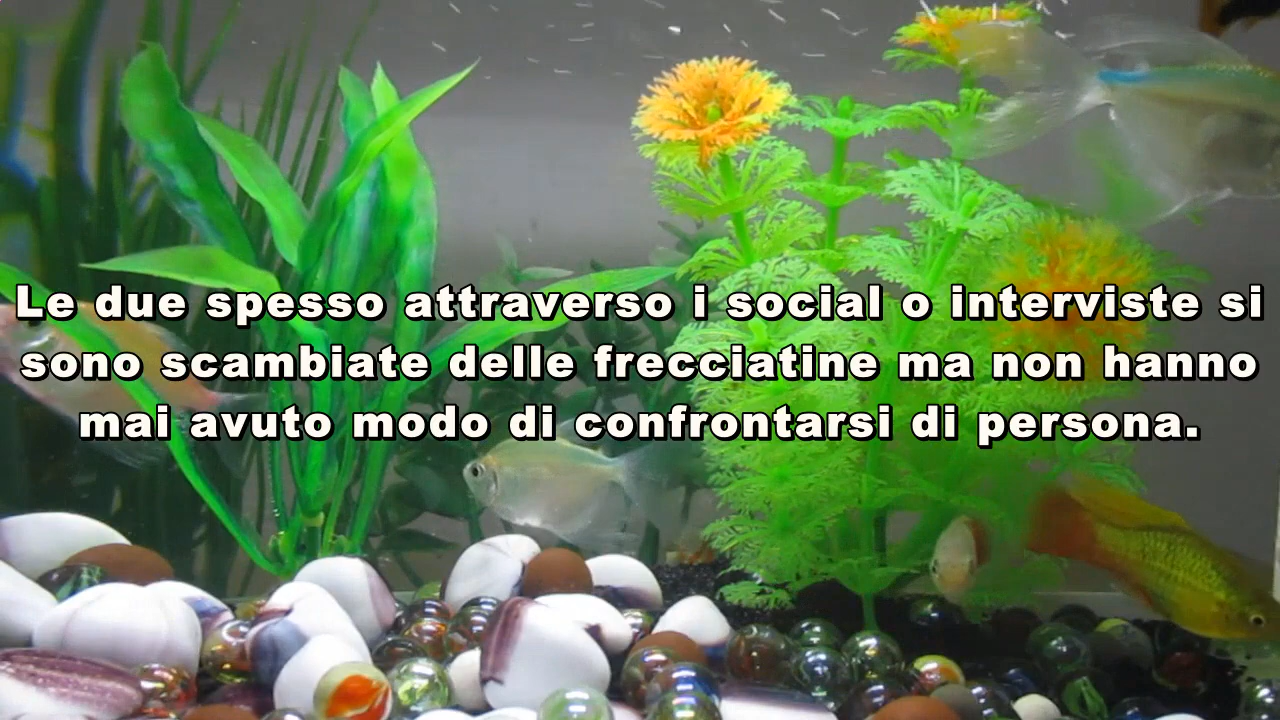 Le due spesso attraverso i social o interviste si
sono scambiate delle frecciatine ma non hanno
mai avuto modo di confrontarsi di persona.